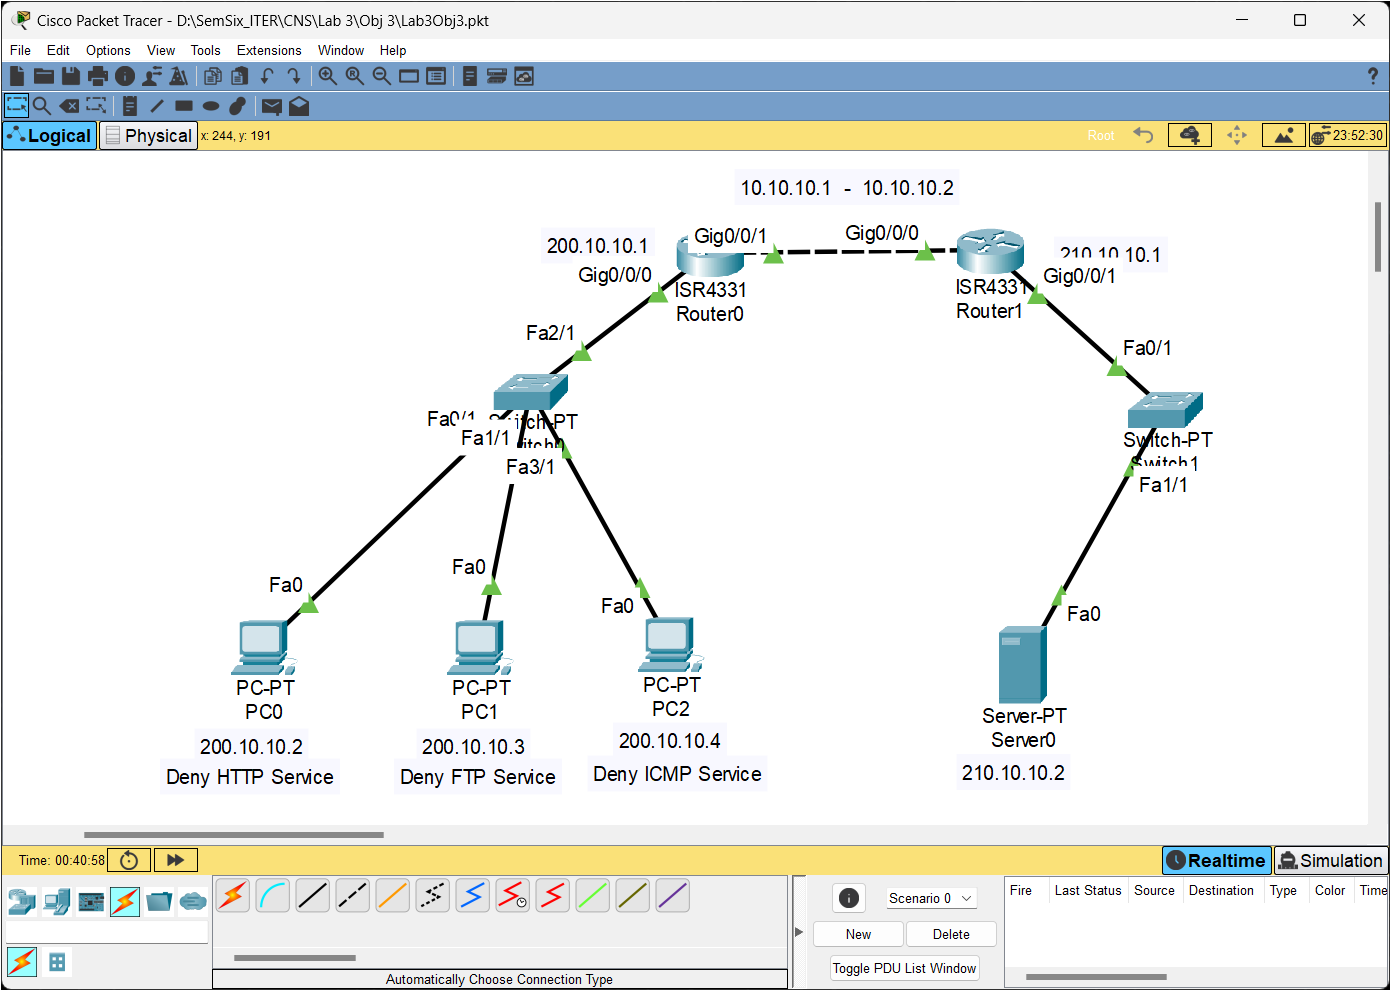 Cisco Packet Tracer - D:\SemSix_ITER\CNS\Lab 3\Obj 3\Lab3Obj3.pkt
File Edit Options View Tools Extensions Window Help
?
Logical Physical x: 244, y: 191 Root 23:52:30
10.10.10.1 - 10.10.10.2
200.10.10.1
Gig0/0/1
Gig0/0/0
210.10.10.1
Gig0/0/0
Gig0/0/1
ISR4331
Router0
ISR4331
Router1
Fa2/1
Fa0/1
Fa0/1
Switch-PT
Switch0
Fa1/1
Fa3/1
Switch-PT
Switch1
Fa1/1
Fa0
Fa0
Fa0
Fa0
PC-PT
PC0
PC-PT
PC1
PC-PT
PC2
Server-PT
Server0
200.10.10.2
200.10.10.3
200.10.10.4
210.10.10.2
Deny HTTP Service
Deny FTP Service
Deny ICMP Service
Time: 00:40:58 Realtime Simulation
Scenario 0
New Delete
Toggle PDU List Window
Fire Last Status Source Destination Type Color Time
Automatically Choose Connection Type